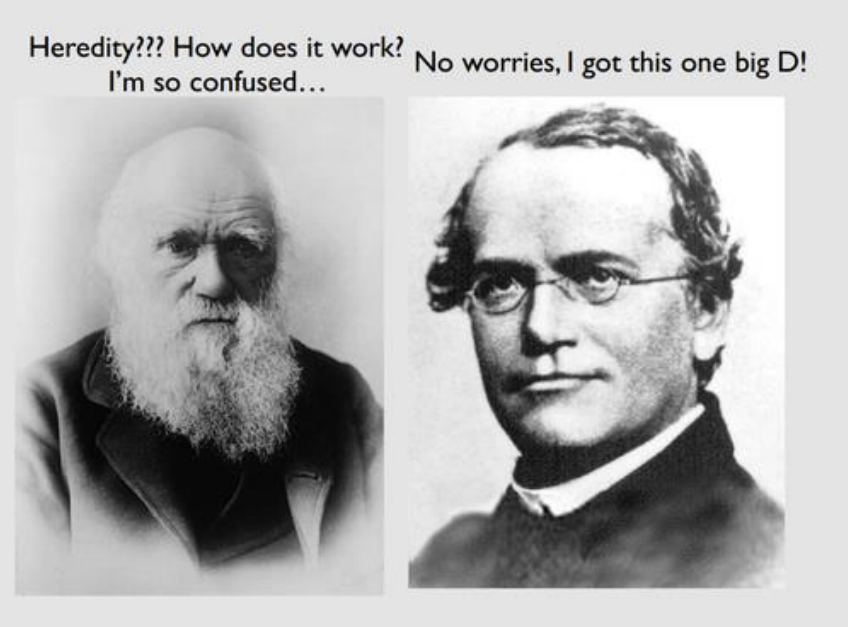 Heredity??? How does it work?
I'm so confused...
No worries, I got this one big D!